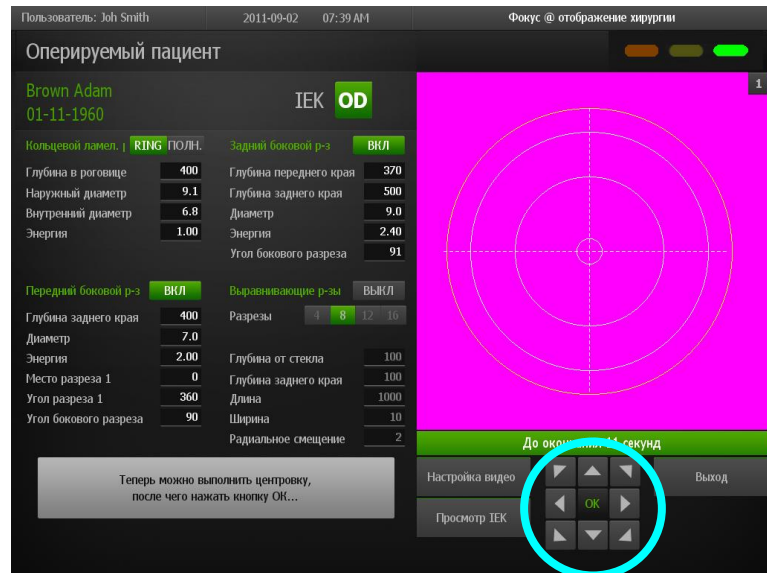 Пользователь: Joh Smith 2011-09-02 07:39 AM Фокус @ отображение хирургии
Оперируемый пациент
Brown Adam
01-11-1960
IEK OD
1
Кольцевой ламел. р RING ПОЛН.
Глубина в роговице 400
Наружный диаметр 9.1
Внутренний диаметр 6.8
Энергия 1.00
Задний боковой р-з ВКЛ
Глубина переднего края 370
Глубина заднего края 500
Диаметр 9.0
Энергия 2.40
Угол бокового разреза 91
Передний боковой р-з ВКЛ
Глубина заднего края 400
Диаметр 7.0
Энергия 2.00
Место разреза 1 0
Угол разреза 1 360
Угол бокового разреза 90
Выравнивающие р-зы ВЫКЛ
Разрезы 4 8 12 16
Глубина от стекла 100
Глубина заднего края 100
Длина 1000
Ширина 10
Радиальное смещение 2
Теперь можно выполнить центровку,
после чего нажать кнопку ОК...
До окончания 11 секунд
Настройка видео
Просмотр IEK
OK
Выход